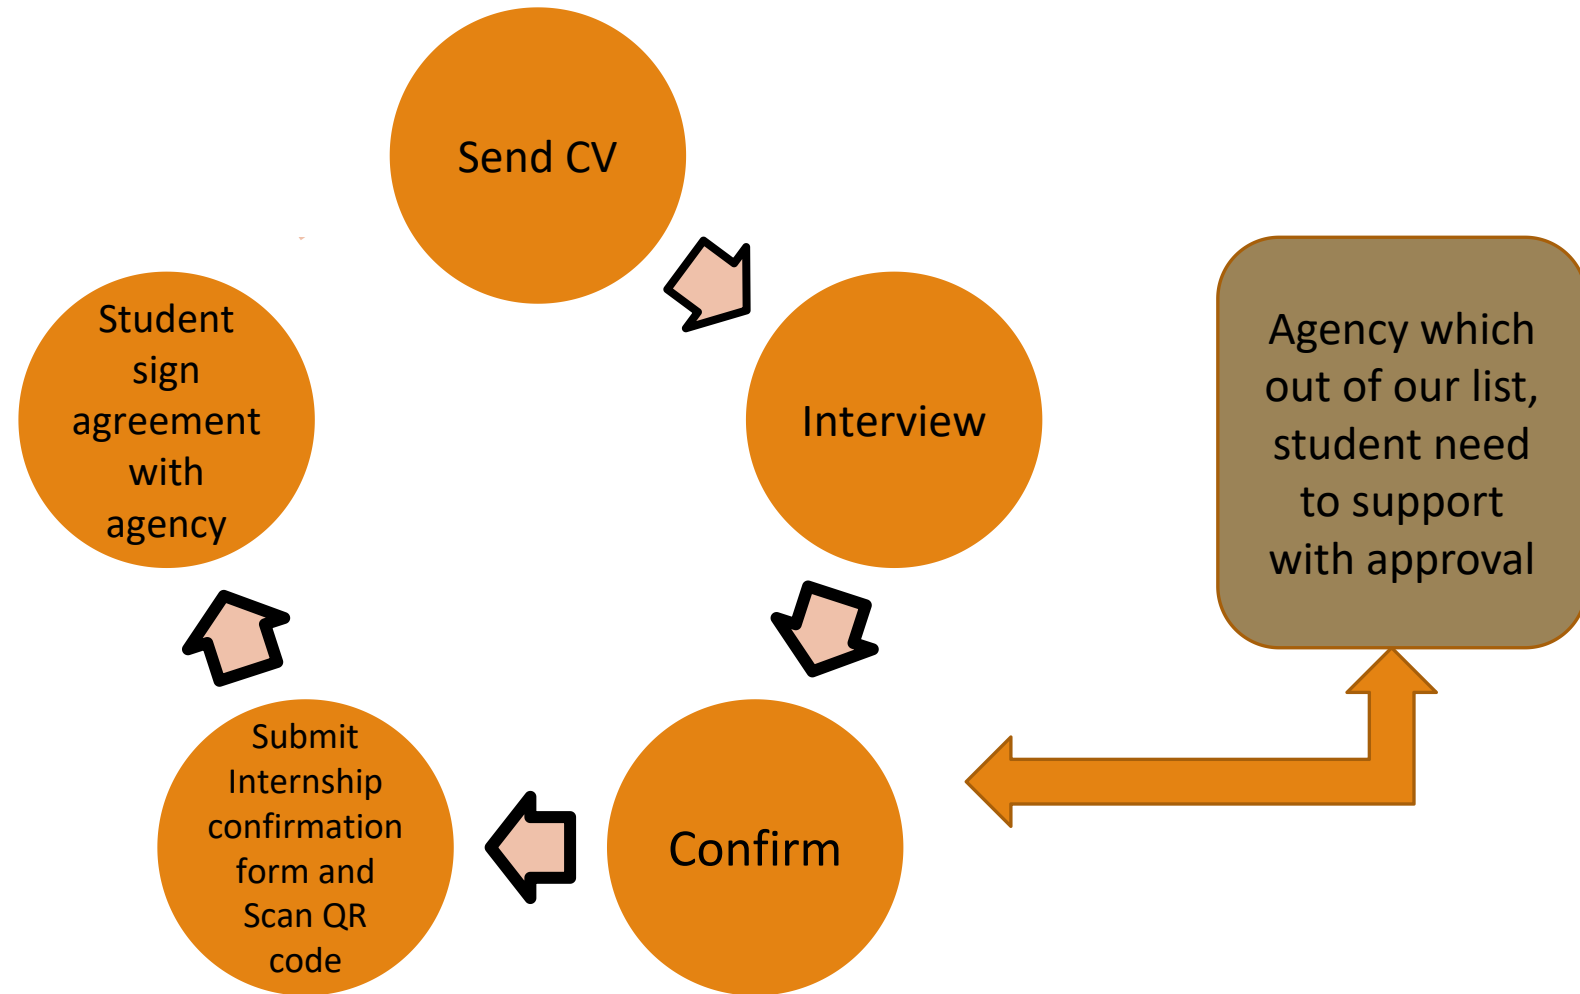 Send CV
Interview
Confirm
Submit
Internship
confirmation
form and
Scan QR
code
Student
sign
agreement
with
agency
Agency which
out of our list,
student need
to support
with approval